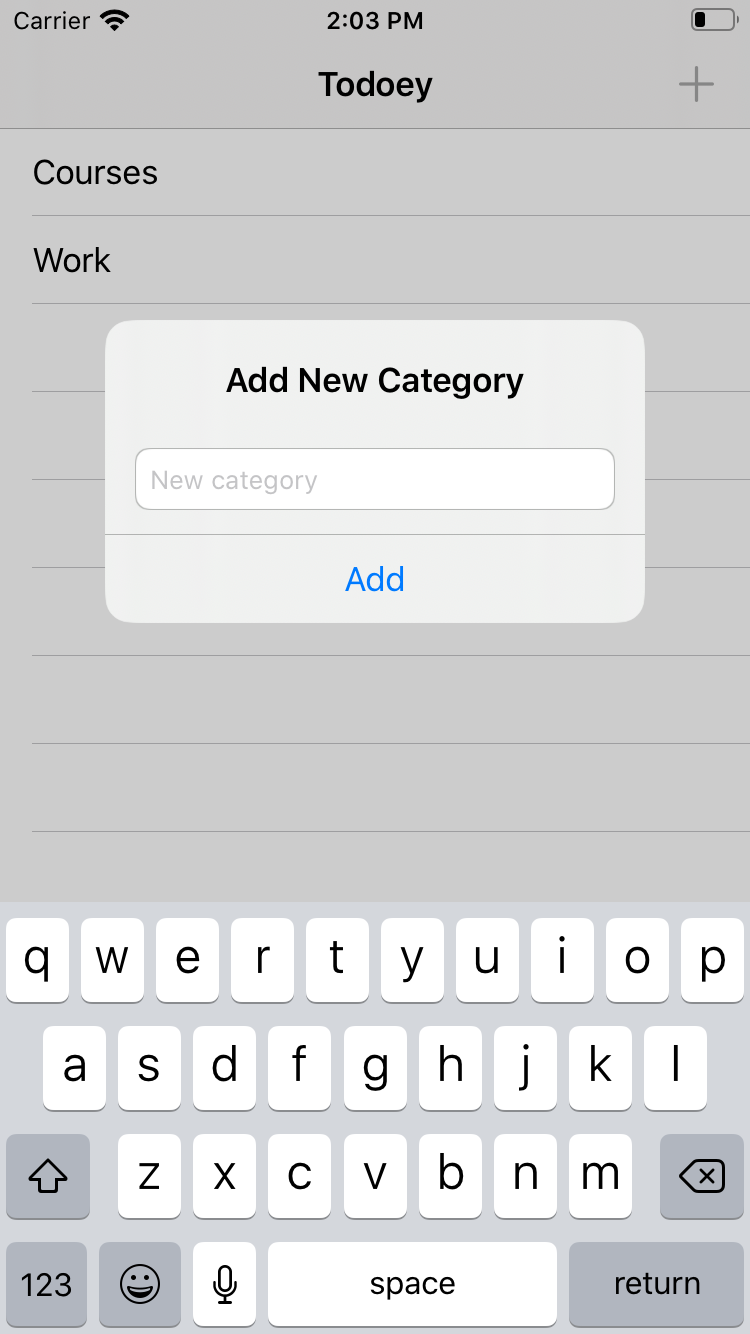 Carrier 2:03 PM
Todoey
Courses
Work
Add New Category
New category
Add
q w e r t y u i o p
a s d f g h j k l
z x c v b n m
123 space return